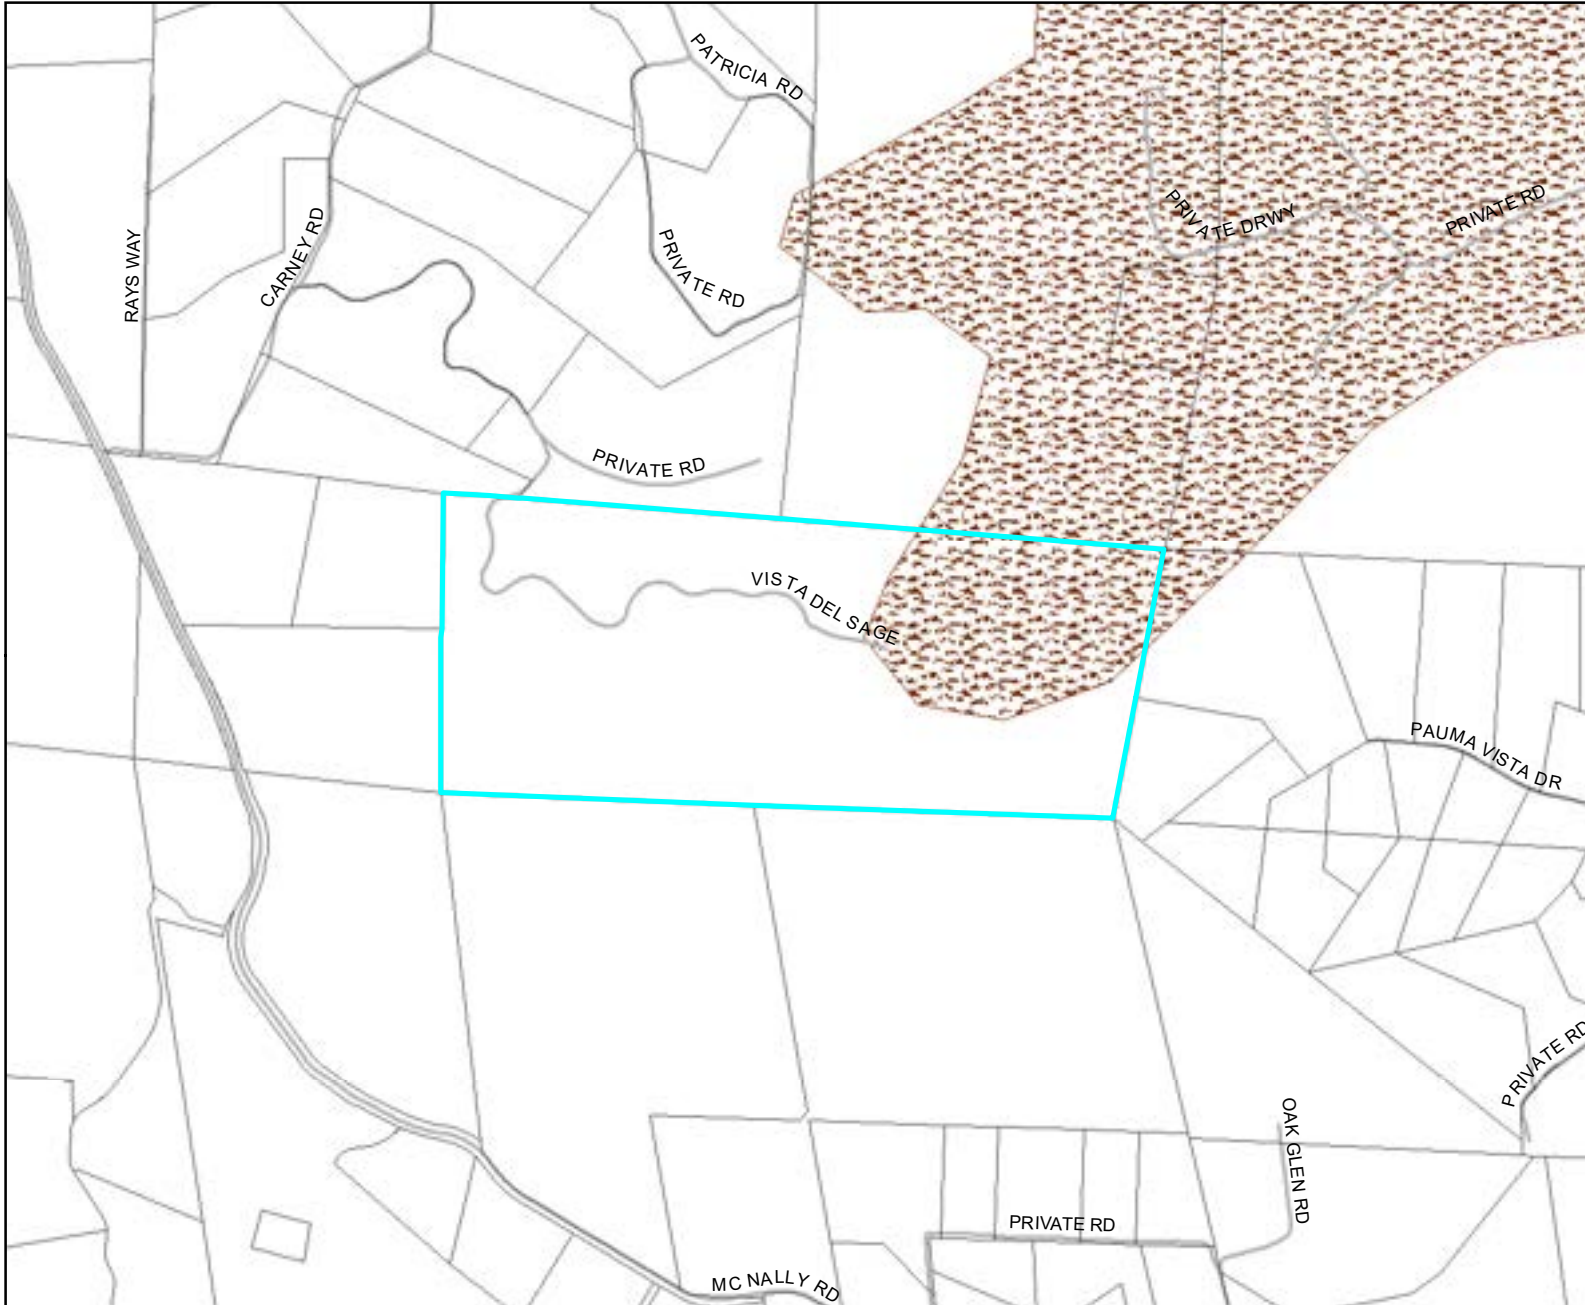 PATRICIA RD
PRIVATE DRWY
PRIVATE RD
RAYS WAY
CARNEY RD
PRIVATE RD
PRIVATE RD
VISTA DEL SAGE
PAUMA VISTA DR
PRIVATE RD
OAK GLEN RD
PRIVATE RD
MC NALLY RD